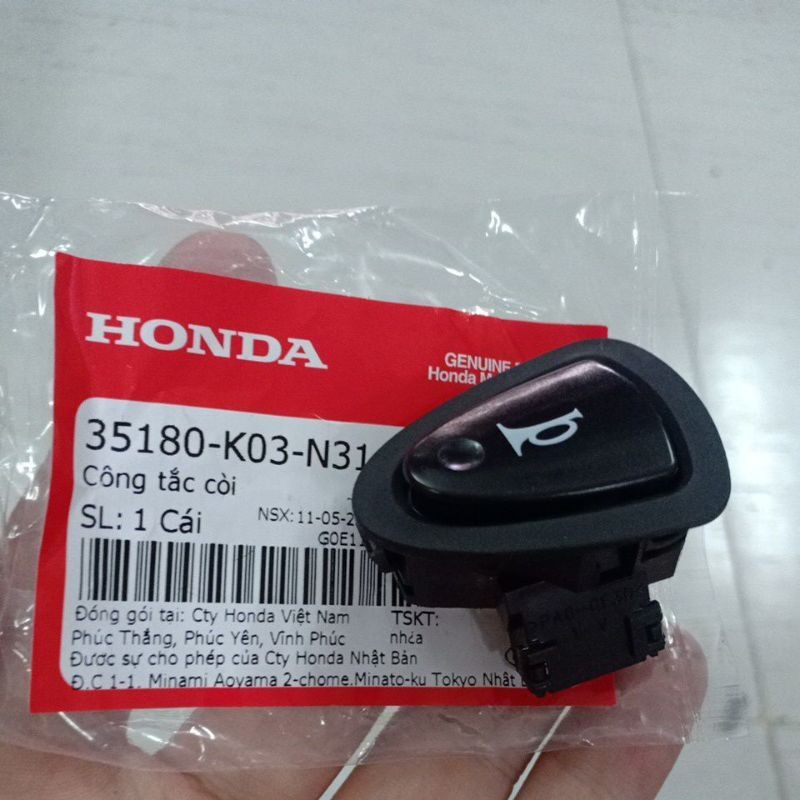 HONDA
GENUINE
Honda
35180-K03-N31
Công tắc còi
SL: 1 Cái
NSX: 11-05-2
G0E11
Đóng gói tại: Cty Honda Việt Nam
TSKT:
Phúc Thắng, Phúc Yên, Vĩnh Phúc
nhựa
Được sự cho phép của Cty Honda Nhật Bản
Đ.C 1-1, Minami Aoyama 2-chome.Minato-ku Tokyo Nhật